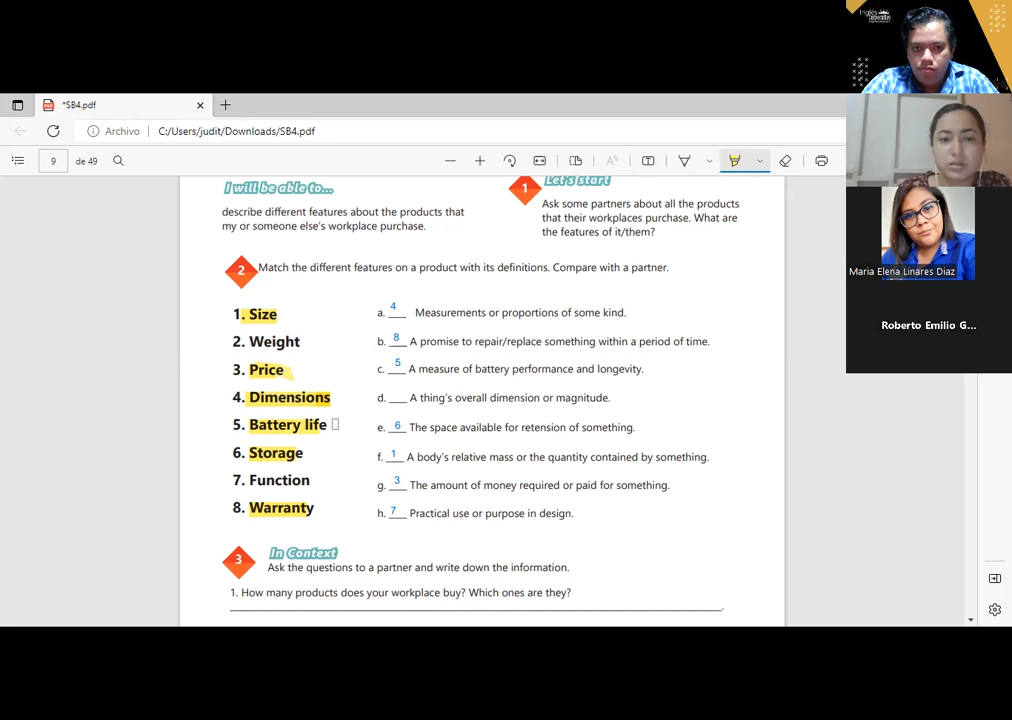 Inglés
*SB4.pdf
Archivo
C:/Users/judit/Downloads/SB4.pdf
9
de 49
I will be able to...
describe different features about the products that
my or someone else's workplace purchase.
1
Let's start
Ask some partners about all the products
that their workplaces purchase. What are
the features of it/them?
2
Match the different features on a product with its definitions. Compare with a partner.
1. Size
2. Weight
3. Price
4. Dimensions
5. Battery life
6. Storage
7. Function
8. Warranty
a. 4 Measurements or proportions of some kind.
b. 8 A promise to repair/replace something within a period of time.
c. 5 A measure of battery performance and longevity.
d. ___ A thing's overall dimension or magnitude.
e. 6 The space available for retension of something.
f. 1 A body's relative mass or the quantity contained by something.
g. 3 The amount of money required or paid for something.
h. 7 Practical use or purpose in design.
3
In Context
Ask the questions to a partner and write down the information.
1. How many products does your workplace buy? Which ones are they?
Maria Elena Linares Diaz
Roberto Emilio G...